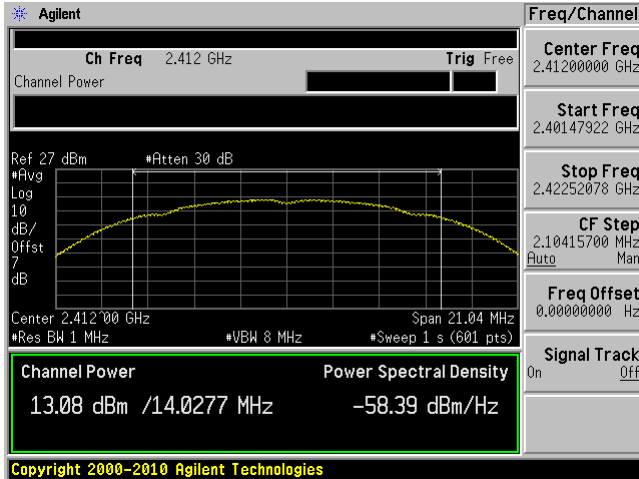 Agilent
Freq/Channel
Ch Freq 2.412 GHz Trig Free
Channel Power
Center Freq
2.41200000 GHz
Start Freq
2.40147922 GHz
Stop Freq
2.42252078 GHz
CF Step
2.10415700 MHz
Auto Man
Freq Offset
0.00000000 Hz
Signal Track
On Off
Ref 27 dBm #Atten 30 dB
#Avg
Log
10
dB/
Offst
7
dB
Center 2.412 00 GHz Span 21.04 MHz
#Res BW 1 MHz #VBW 8 MHz #Sweep 1 s (601 pts)
Channel Power Power Spectral Density
13.08 dBm /14.0277 MHz -58.39 dBm/Hz
Copyright 2000-2010 Agilent Technologies